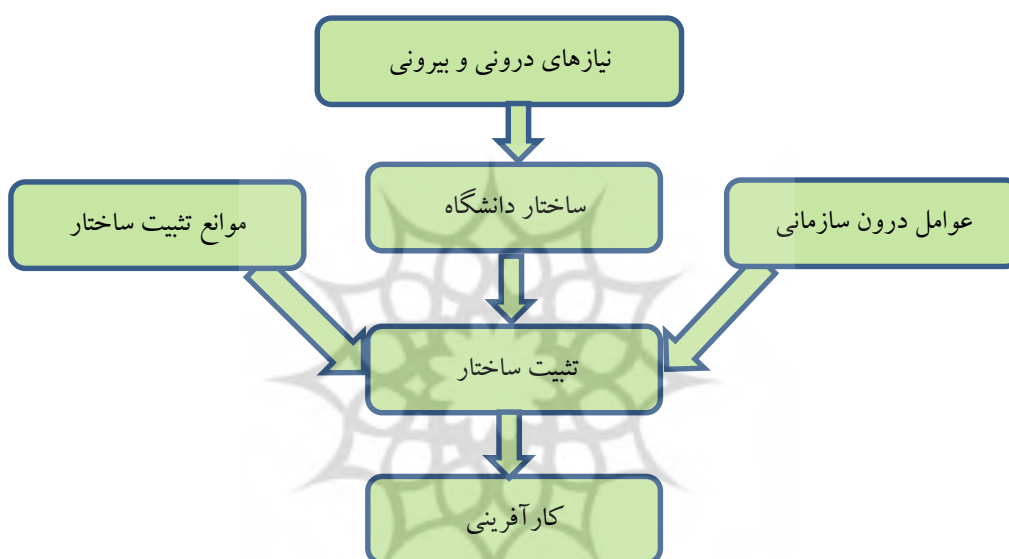 نیازهای درونی و بیرونی
ساختار دانشگاه
عوامل درون سازمانی
موانع تثبیت ساختار
تثبیت ساختار
کارآفرینی